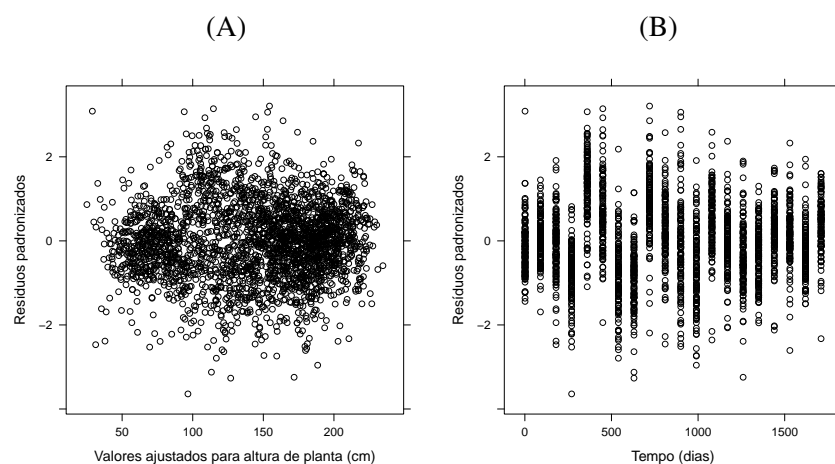 (A)
(B)
Resíduos padronizados
2
0
−2
50 100 150 200
Valores ajustados para altura de planta (cm)
Resíduos padronizados
2
0
−2
0 500 1000 1500
Tempo (dias)